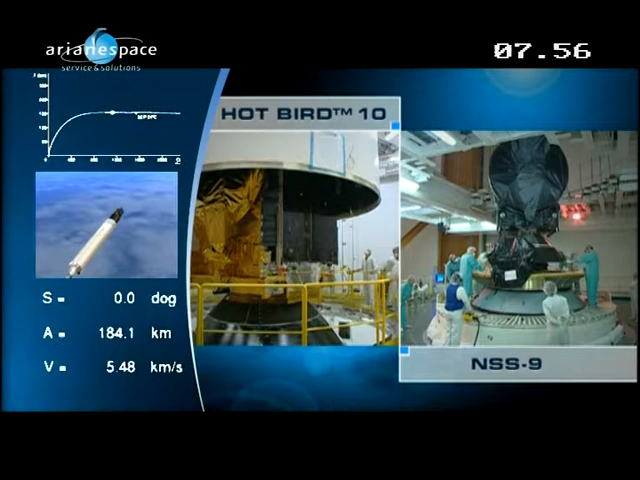 arianespace
service & solutions
07.56
HOT BIRD™ 10
S = 0.0 dog
A = 184.1 km
V = 5.48 km/s
NSS-9